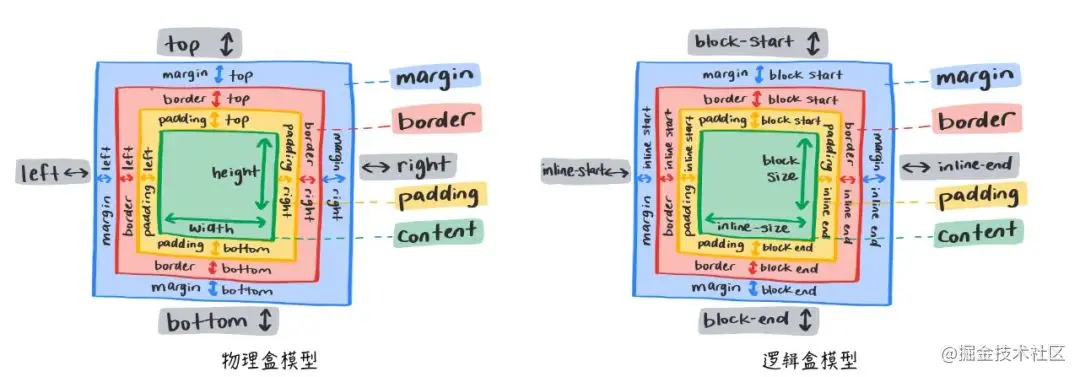 top
margin top
border top
padding top
margin left
border left
padding left
height
width
padding right
border right
margin right
padding bottom
border bottom
margin bottom
left
right
bottom
margin
border
padding
content
物理盒模型
block-start
margin block start
border block start
padding block start
margin inline start
border inline start
padding inline start
block size
inline-size
padding inline end
border inline end
margin inline end
padding block end
border block end
margin block end
inline-start
inline-end
block-end
margin
border
padding
content
逻辑盒模型
@掘金技术社区